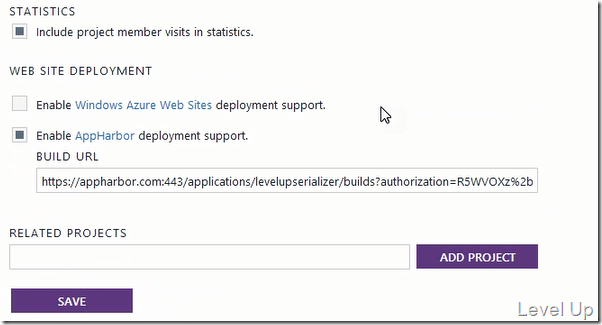 STATISTICS
Include project member visits in statistics.
WEB SITE DEPLOYMENT
Enable Windows Azure Web Sites deployment support.
Enable AppHarbor deployment support.
BUILD URL
https://appharbor.com:443/applications/levelupserializer/builds?authorization=R5WVOXz%2b
RELATED PROJECTS
ADD PROJECT
SAVE
Level Up